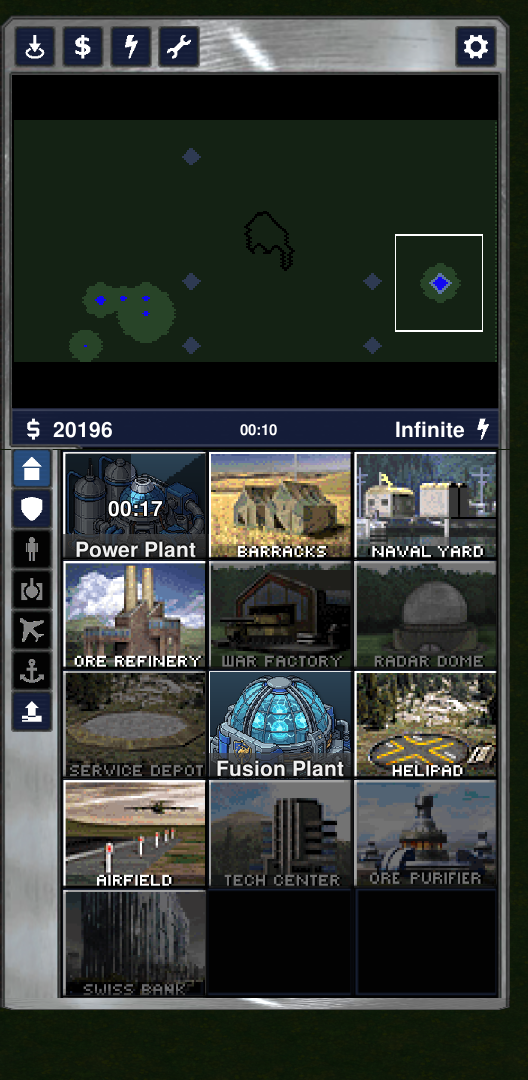 $
$ 20196 00:10 Infinite
00:17
Power Plant BARRACKS NAVAL YARD
ORE REFINERY WAR FACTORY RADAR DOME
SERVICE DEPOT Fusion Plant HELIPAD
AIRFIELD TECH CENTER ORE PURIFIER
SWISS BANK